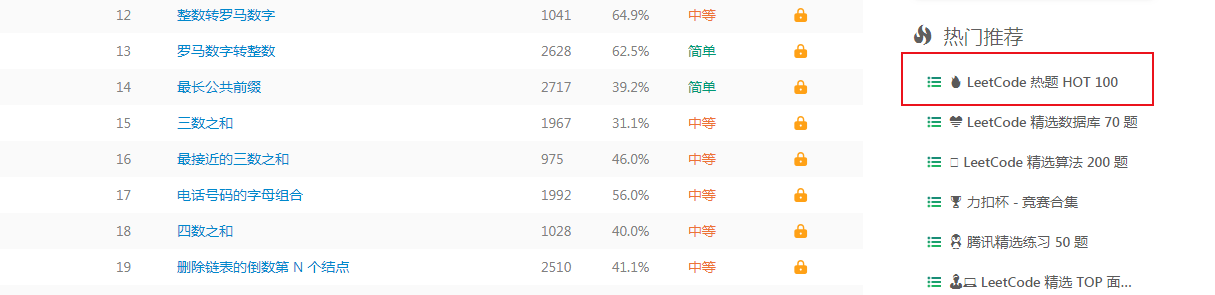 12 整数转罗马数字 1041 64.9% 中等
13 罗马数字转整数 2628 62.5% 简单
14 最长公共前缀 2717 39.2% 简单
15 三数之和 1967 31.1% 中等
16 最接近的三数之和 975 46.0% 中等
17 电话号码的字母组合 1992 56.0% 中等
18 四数之和 1028 40.0% 中等
19 删除链表的倒数第 N 个结点 2510 41.1% 中等
热门推荐
LeetCode 热题 HOT 100
LeetCode 精选数据库 70 题
LeetCode 精选算法 200 题
力扣杯 - 竞赛合集
腾讯精选练习 50 题
LeetCode 精选 TOP 面...